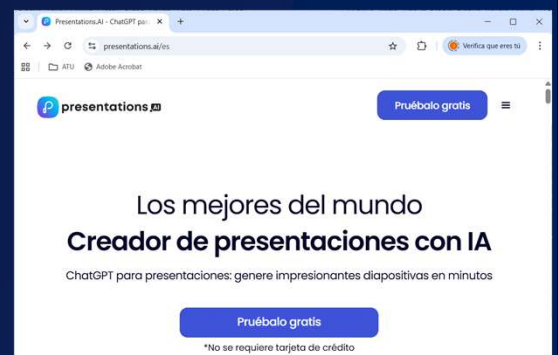 Presentations.AI - ChatGPT par
presentations.ai/es
Verifica que eres tú
ATU
Adobe Acrobat
presentations.AI
Pruébalo gratis
Los mejores del mundo
Creador de presentaciones con IA
ChatGPT para presentaciones: genere impresionantes diapositivas en minutos
Pruébalo gratis
*No se requiere tarjeta de crédito